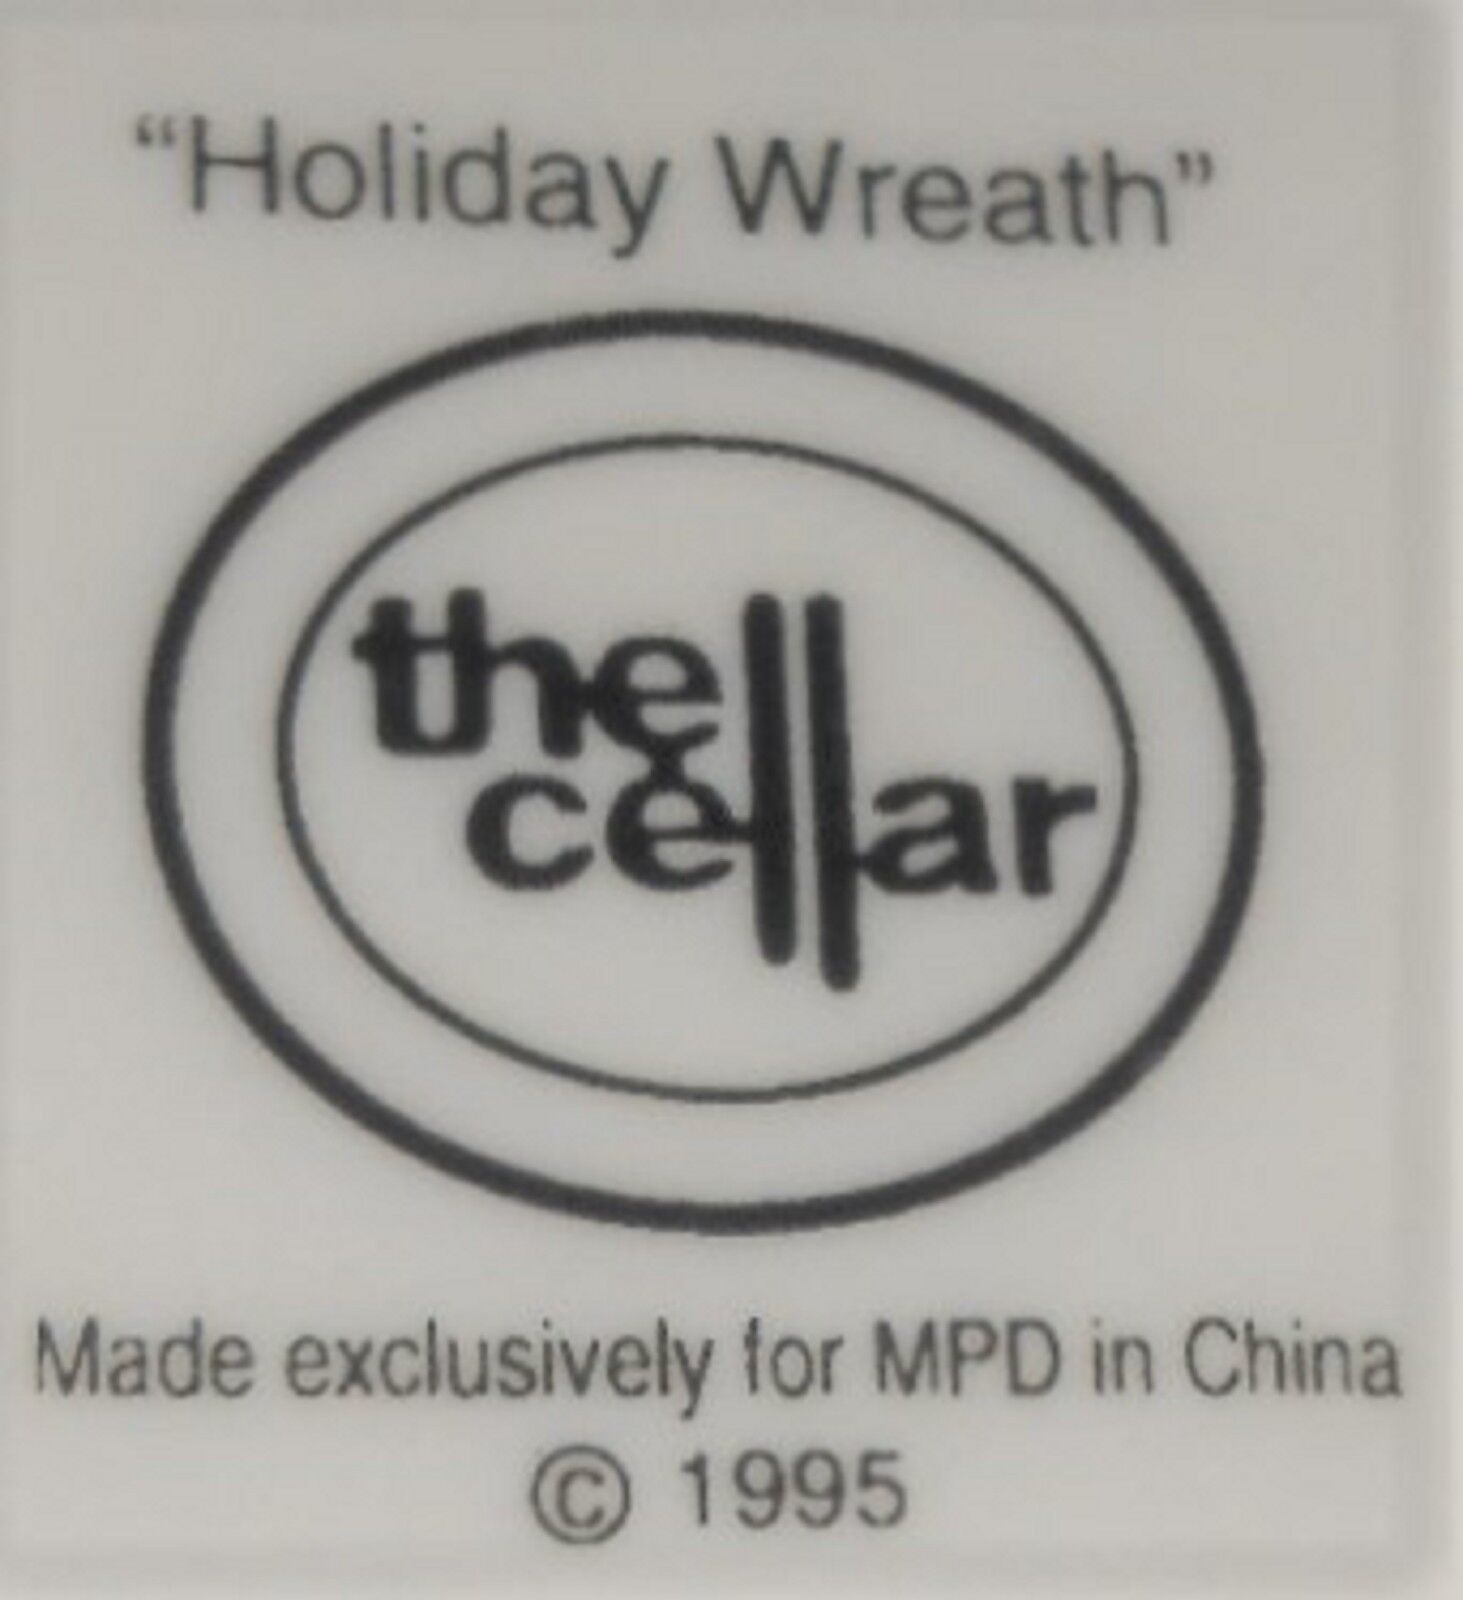 “Holiday Wreath”
the
cellar
Made exclusively for MPD in China
© 1995